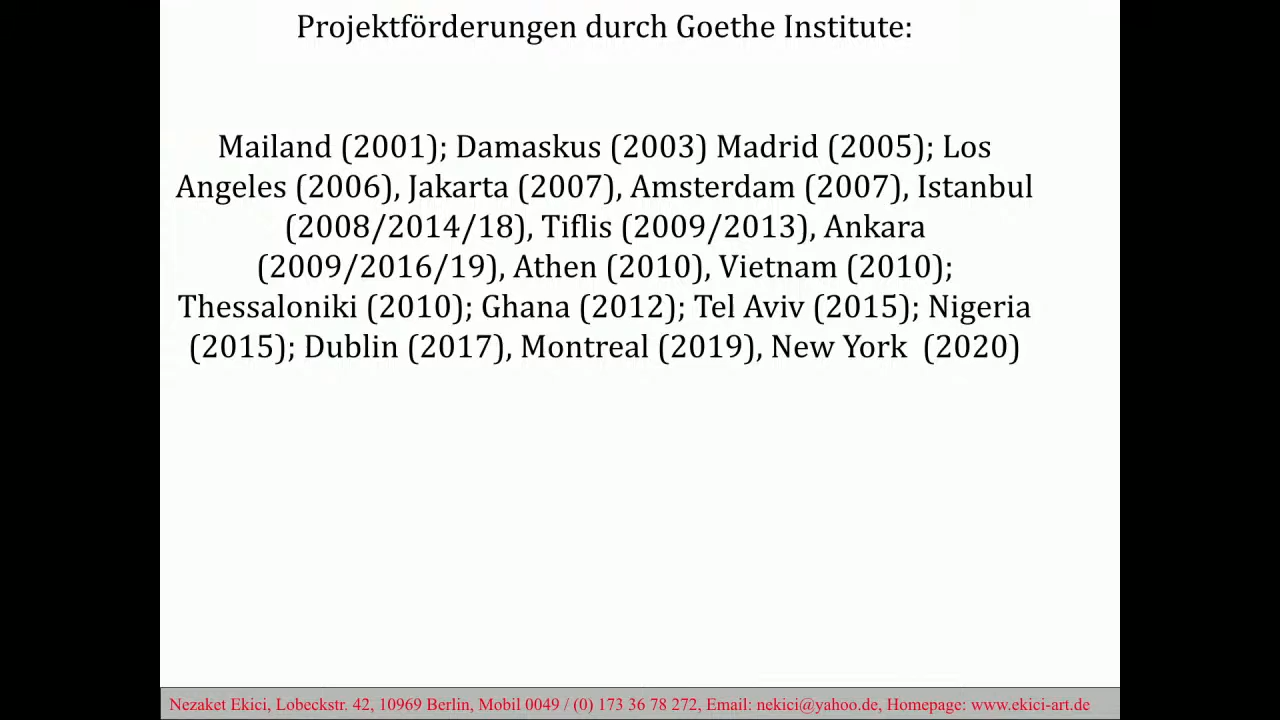 Projektförderungen durch Goethe Institute:
Mailand (2001); Damaskus (2003) Madrid (2005); Los
Angeles (2006), Jakarta (2007), Amsterdam (2007), Istanbul
(2008/2014/18), Tiflis (2009/2013), Ankara
(2009/2016/19), Athen (2010), Vietnam (2010);
Thessaloniki (2010); Ghana (2012); Tel Aviv (2015); Nigeria
(2015); Dublin (2017), Montreal (2019), New York  (2020)
Nezaket Ekici, Lobeckstr. 42, 10969 Berlin, Mobil 0049 / (0) 173 36 78 272, Email: nekici@yahoo.de, Homepage: www.ekici-art.de